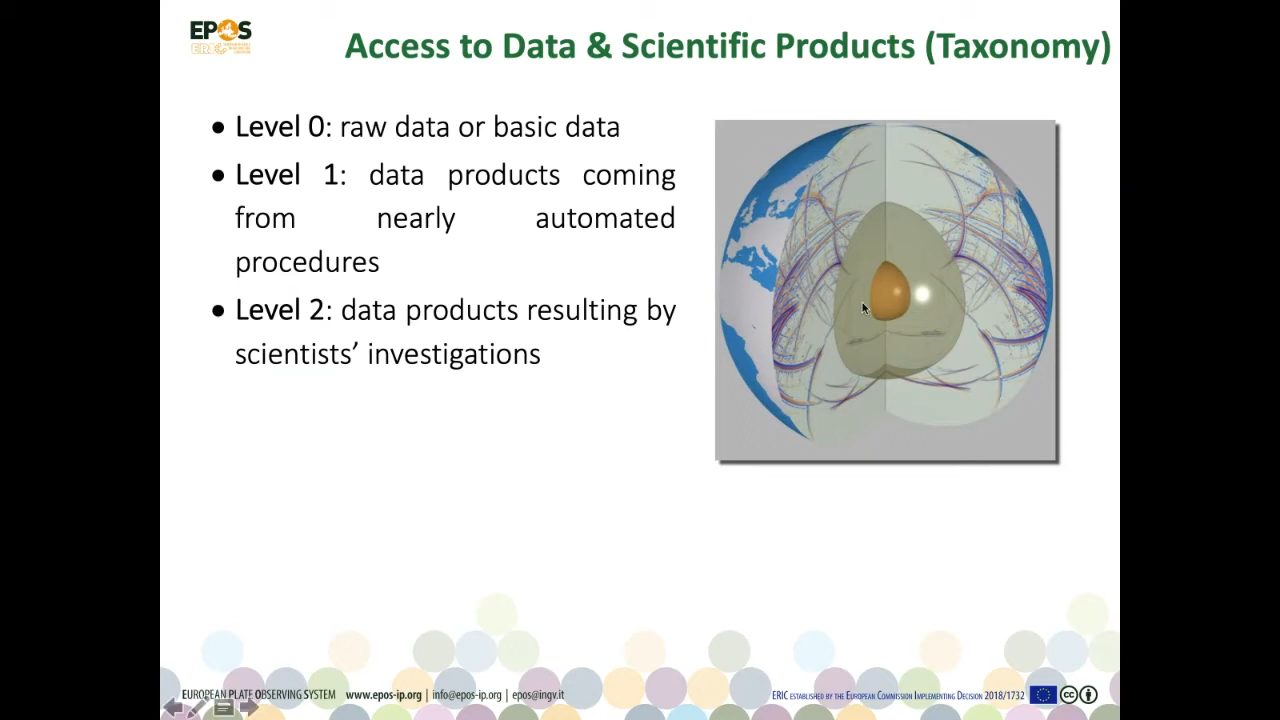 EPOS
ERIC
Access to Data & Scientific Products (Taxonomy)
• Level 0: raw data or basic data
• Level 1: data products coming
from nearly automated
procedures
• Level 2: data products resulting by
scientists’ investigations
EUROPEAN PLATE OBSERVING SYSTEM www.epos-ip.org | info@epos-ip.org | epos@ingv.it
ERIC ESTABLISHED BY THE EUROPEAN COMMISSION IMPLEMENTING DECISION 2018/1732
cc